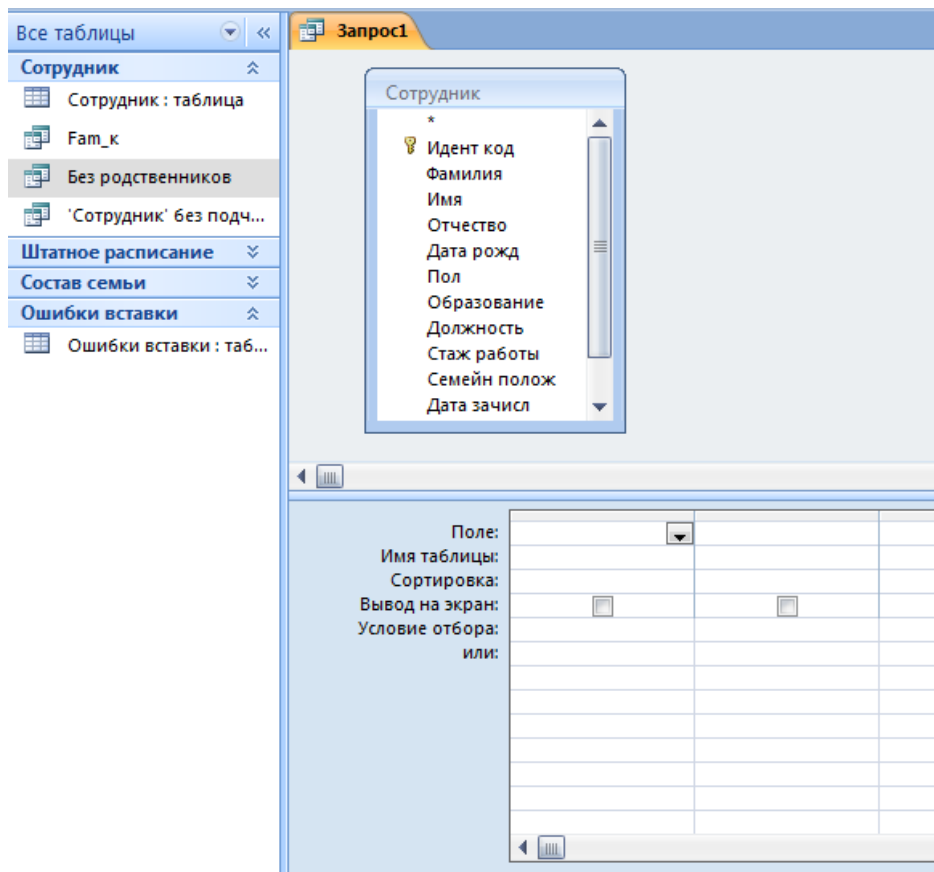 Все таблицы
Сотрудник
Сотрудник : таблица
Fam_к
Без родственников
'Сотрудник' без подч...
Штатное расписание
Состав семьи
Ошибки вставки
Ошибки вставки : таб...
Запрос1
Сотрудник
*
Идент код
Фамилия
Имя
Отчество
Дата рожд
Пол
Образование
Должность
Стаж работы
Семейн полож
Дата зачисл
Поле:
Имя таблицы:
Сортировка:
Вывод на экран:
Условие отбора:
или: